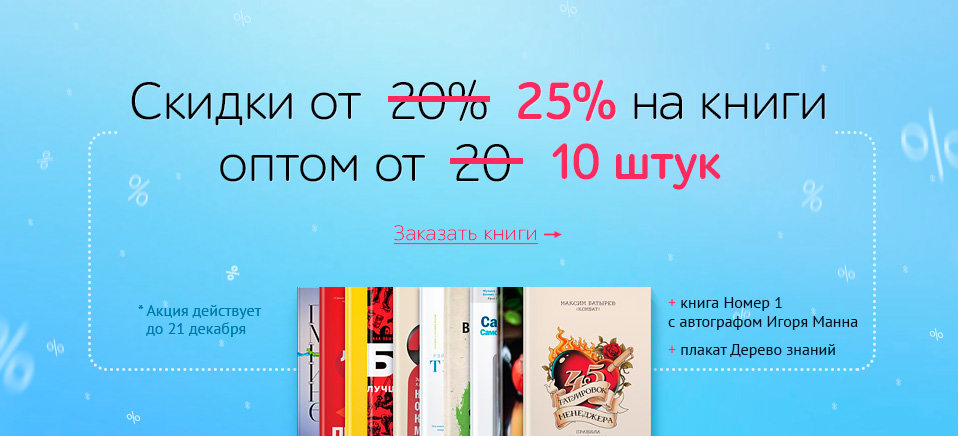 Скидки от 20% 25% на книги
оптом от 20 10 штук
Заказать книги →
* Акция действует
до 21 декабря
+ книга Номер 1
с автографом Игоря Манна
+ плакат Дерево знаний
МАКСИМ БАТЫРЕВ
(КОМБАТ)
45
ТАТУИРОВОК
МЕНЕДЖЕРА
ПРАВИЛА